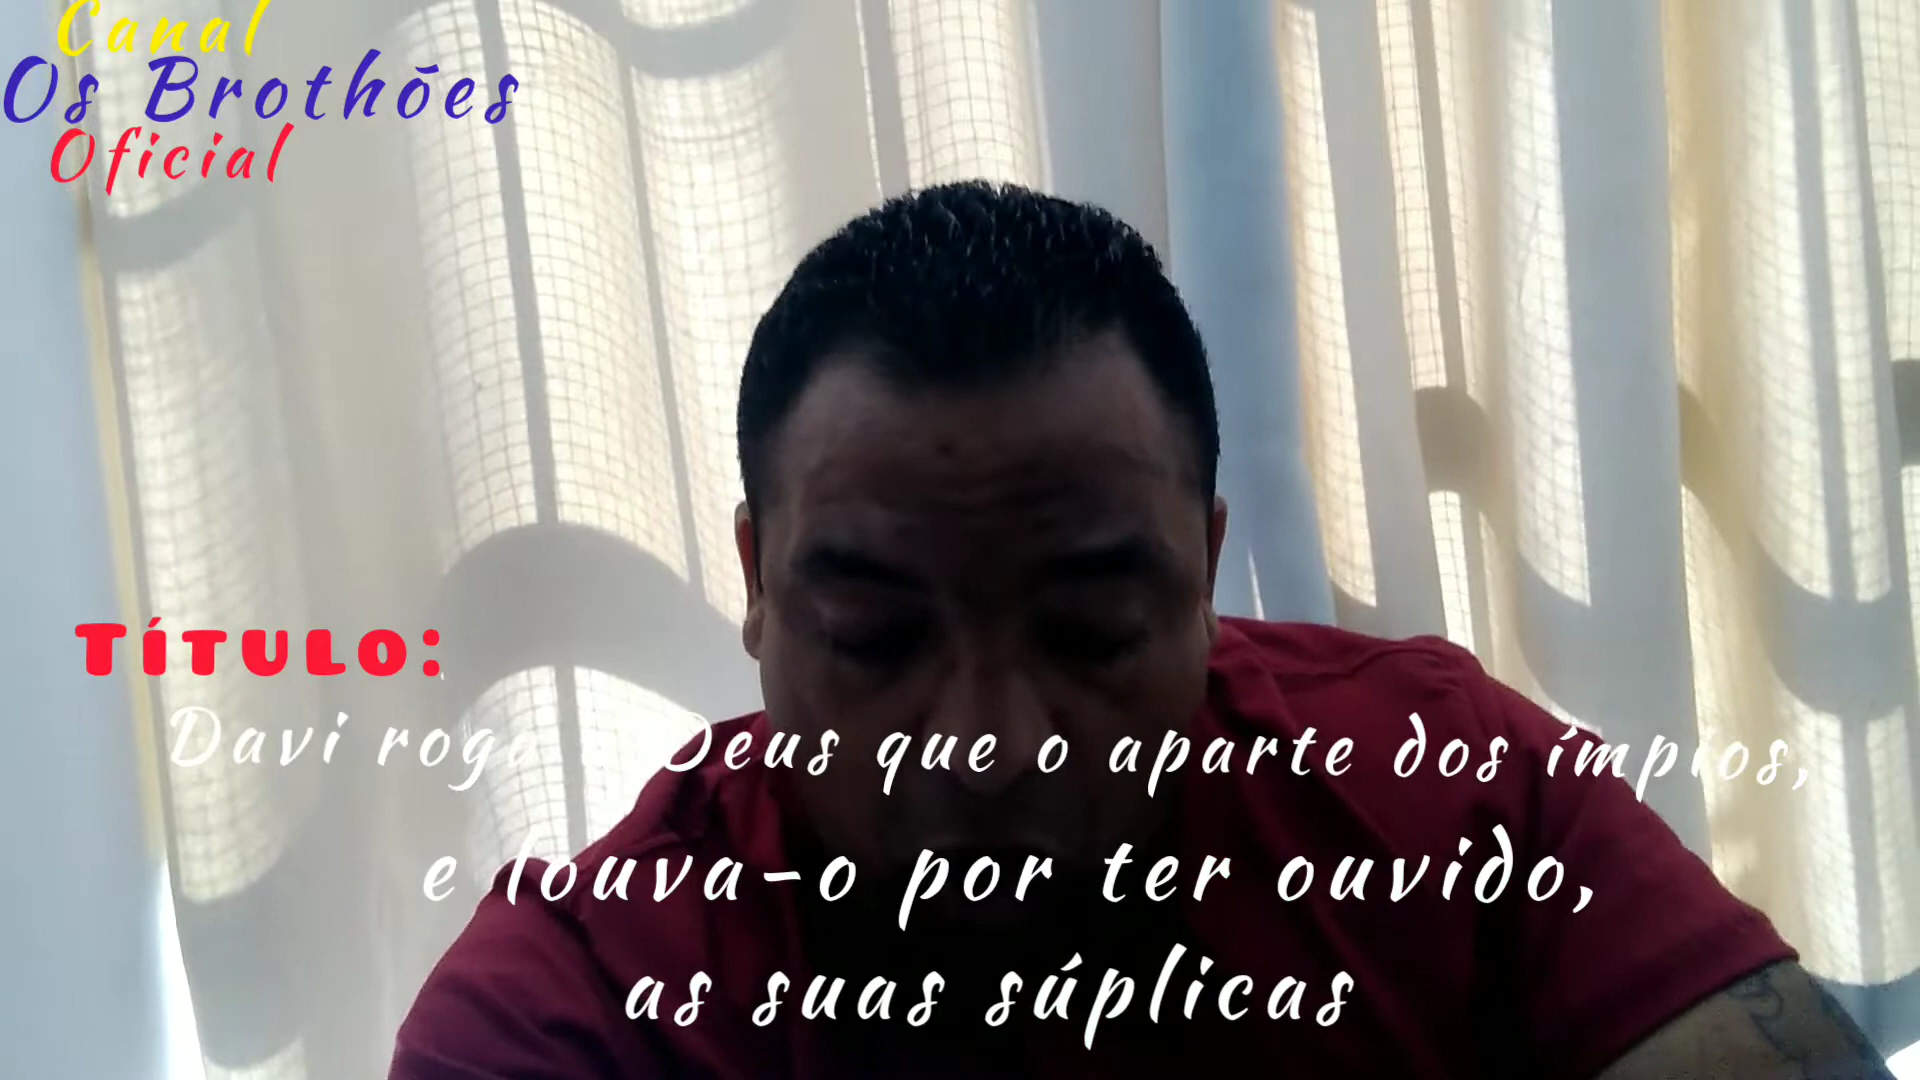 Canal
Os Brothões
Oficial
Título:
Davi roga a Deus que o aparte dos ímpios,
e louva-o por ter ouvido,
as suas súplicas